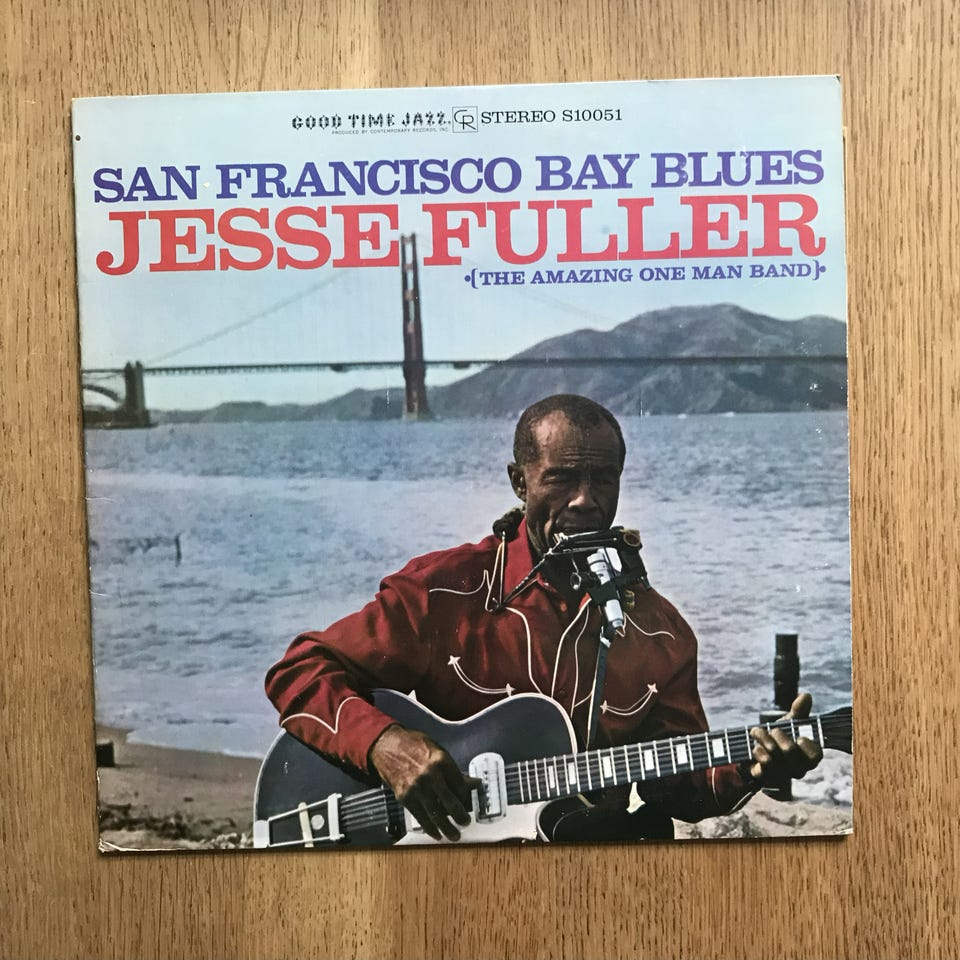 GOOD TIME JAZZ. CR STEREO S10051
PRODUCED BY CONTEMPORARY RECORDS, INC.
SAN FRANCISCO BAY BLUES
JESSE FULLER
•{THE AMAZING ONE MAN BAND}•